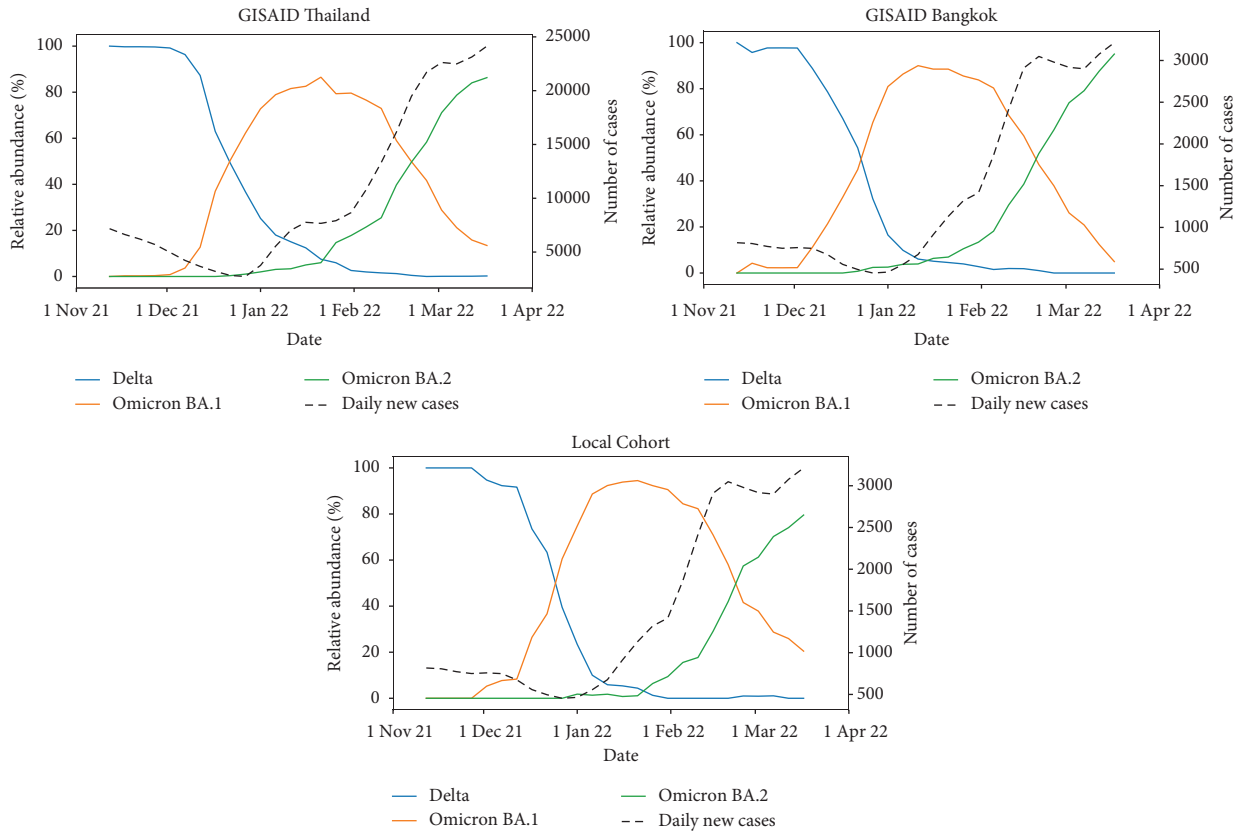 GISAID Thailand
100
80
60
40
20
0
Relative abundance (%)
25000
20000
15000
10000
5000
Number of cases
1 Nov 21 1 Dec 21 1 Jan 22 1 Feb 22 1 Mar 22 1 Apr 22
Date
Delta
Omicron BA.1
Omicron BA.2
Daily new cases
GISAID Bangkok
100
80
60
40
20
0
Relative abundance (%)
3000
2500
2000
1500
1000
500
Number of cases
1 Nov 21 1 Dec 21 1 Jan 22 1 Feb 22 1 Mar 22 1 Apr 22
Date
Delta
Omicron BA.1
Omicron BA.2
Daily new cases
Local Cohort
100
80
60
40
20
0
Relative abundance (%)
3000
2500
2000
1500
1000
500
Number of cases
1 Nov 21 1 Dec 21 1 Jan 22 1 Feb 22 1 Mar 22 1 Apr 22
Date
Delta
Omicron BA.1
Omicron BA.2
Daily new cases